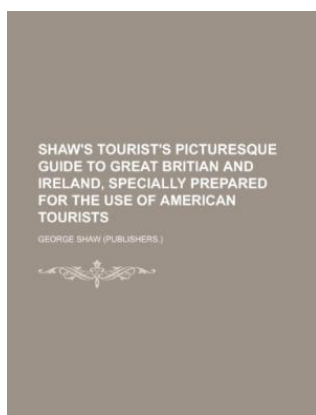 SHAW'S TOURIST'S PICTURESQUE
GUIDE TO GREAT BRITIAN AND
IRELAND, SPECIALLY PREPARED
FOR THE USE OF AMERICAN
TOURISTS
GEORGE SHAW (PUBLISHERS.)